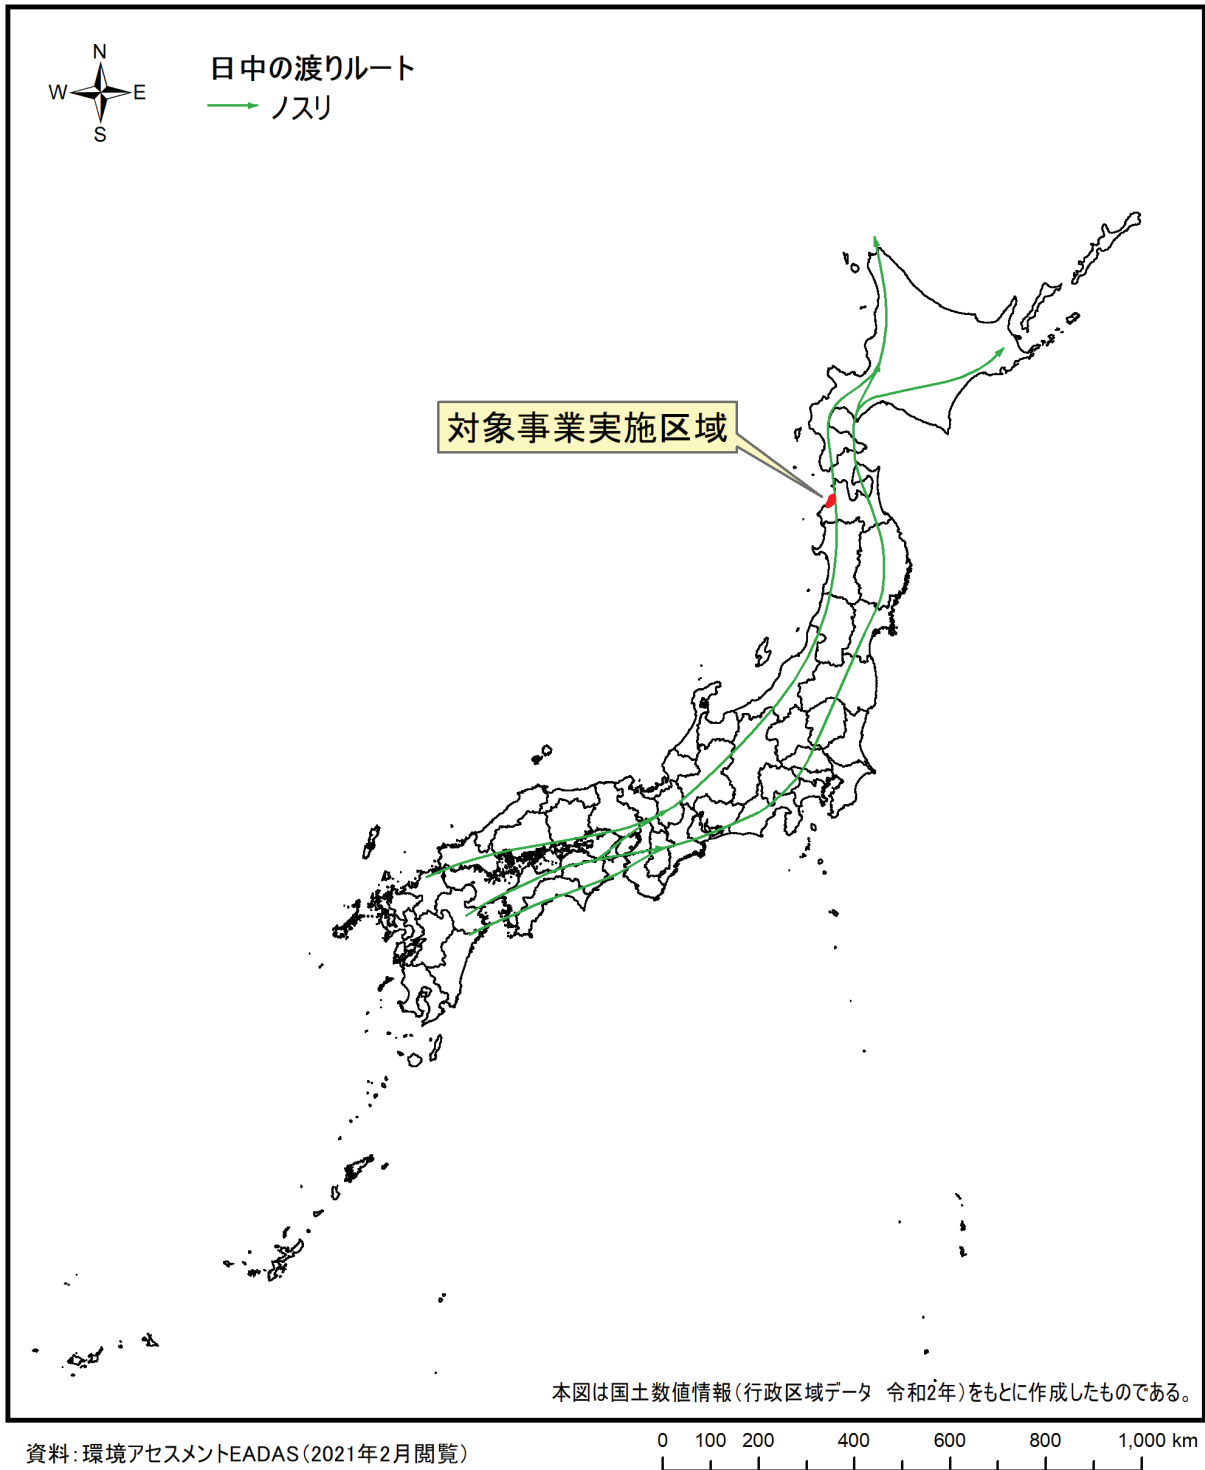 N
W E
S
日中の渡りルート
ノスリ
対象事業実施区域
本図は国土数値情報（行政区域データ　令和2年）をもとに作成したものである。
資料：環境アセスメントEADAS（2021年2月閲覧）
0 100 200 400 600 800 1,000 km